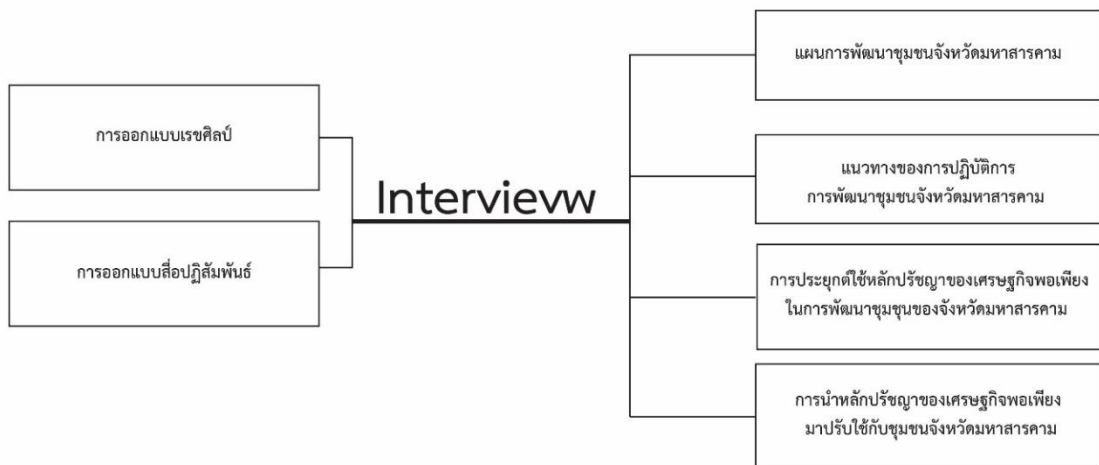 การออกแบบเรขศิลป์
การออกแบบสื่อปฏิสัมพันธ์
Intervievw
แผนการพัฒนาชุมชนจังหวัดมหาสารคาม
แนวทางของการปฏิบัติการ
การพัฒนาชุมชนจังหวัดมหาสารคาม
การประยุกต์ใช้หลักปรัชญาของเศรษฐกิจพอเพียง
ในการพัฒนาชุมชุนของจังหวัดมหาสารคาม
การนำหลักปรัชญาของเศรษฐกิจพอเพียง
มาปรับใช้กับชุมชนจังหวัดมหาสารคาม